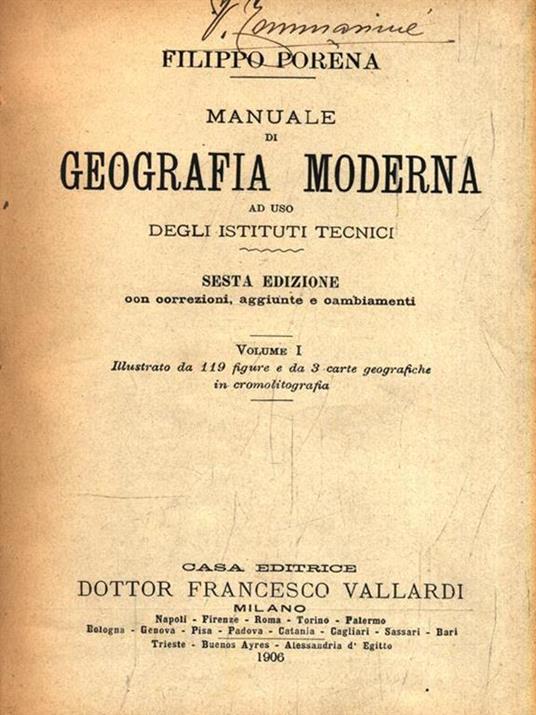 FILIPPO PORENA
MANUALE
DI
GEOGRAFIA MODERNA
AD USO
DEGLI ISTITUTI TECNICI
SESTA EDIZIONE
con correzioni, aggiunte e cambiamenti
VOLUME I
Illustrato da 119 figure e da 3 carte geografiche
in cromolitografia
CASA EDITRICE
DOTTOR FRANCESCO VALLARDI
MILANO
Napoli - Firenze - Roma - Torino - Palermo
Bologna - Genova - Pisa - Padova - Catania - Cagliari - Sassari - Bari
Trieste - Buenos Ayres - Alessandria d' Egitto
1906